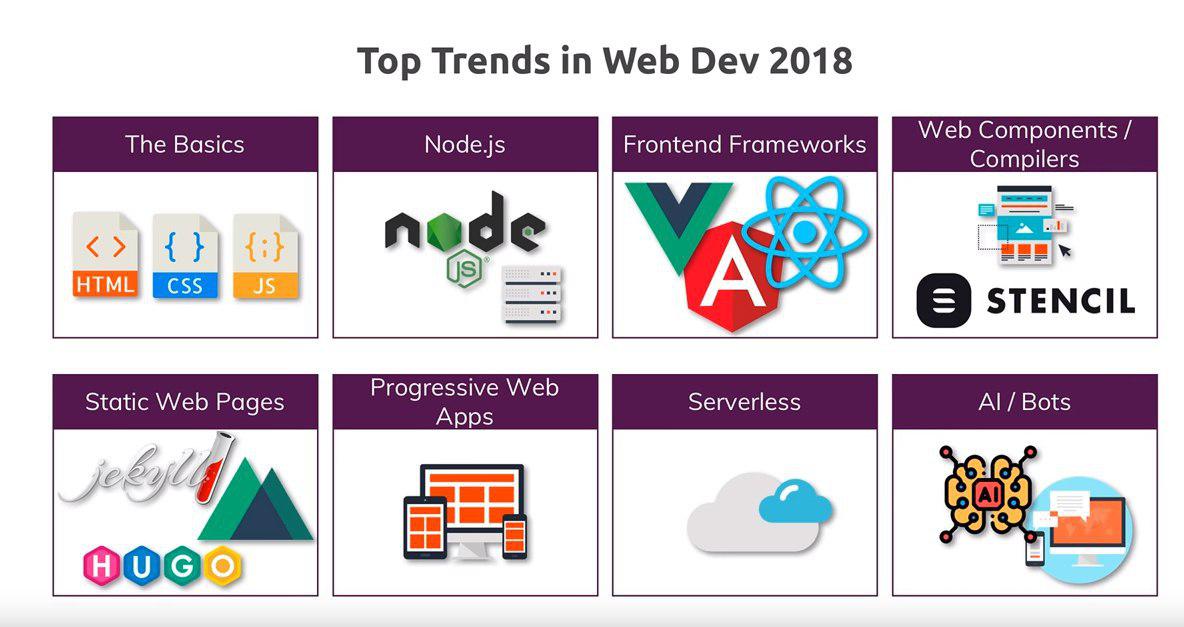 Top Trends in Web Dev 2018
The Basics
Node.js
Frontend Frameworks
Web Components /
Compilers
HTML
CSS
JS
node
JS
®
A
STENCIL
Static Web Pages
Progressive Web
Apps
Serverless
AI / Bots
jekyll
HUGO
AI